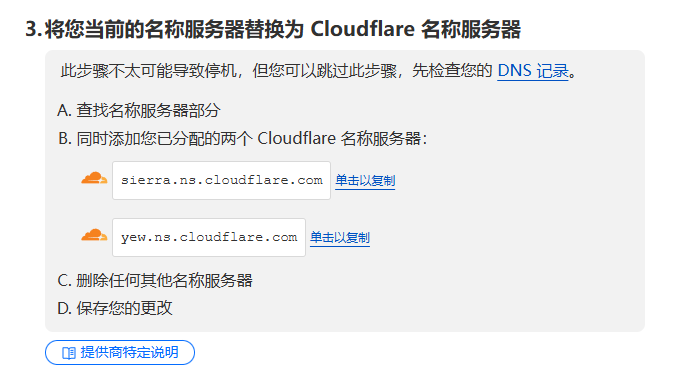 3. 将您当前的名称服务器替换为 Cloudflare 名称服务器
此步骤不太可能导致停机，但您可以跳过此步骤，先检查您的 DNS 记录。
A. 查找名称服务器部分
B. 同时添加您已分配的两个 Cloudflare 名称服务器：
sierra.ns.cloudflare.com 单击以复制
yew.ns.cloudflare.com 单击以复制
C. 删除任何其他名称服务器
D. 保存您的更改
提供商特定说明